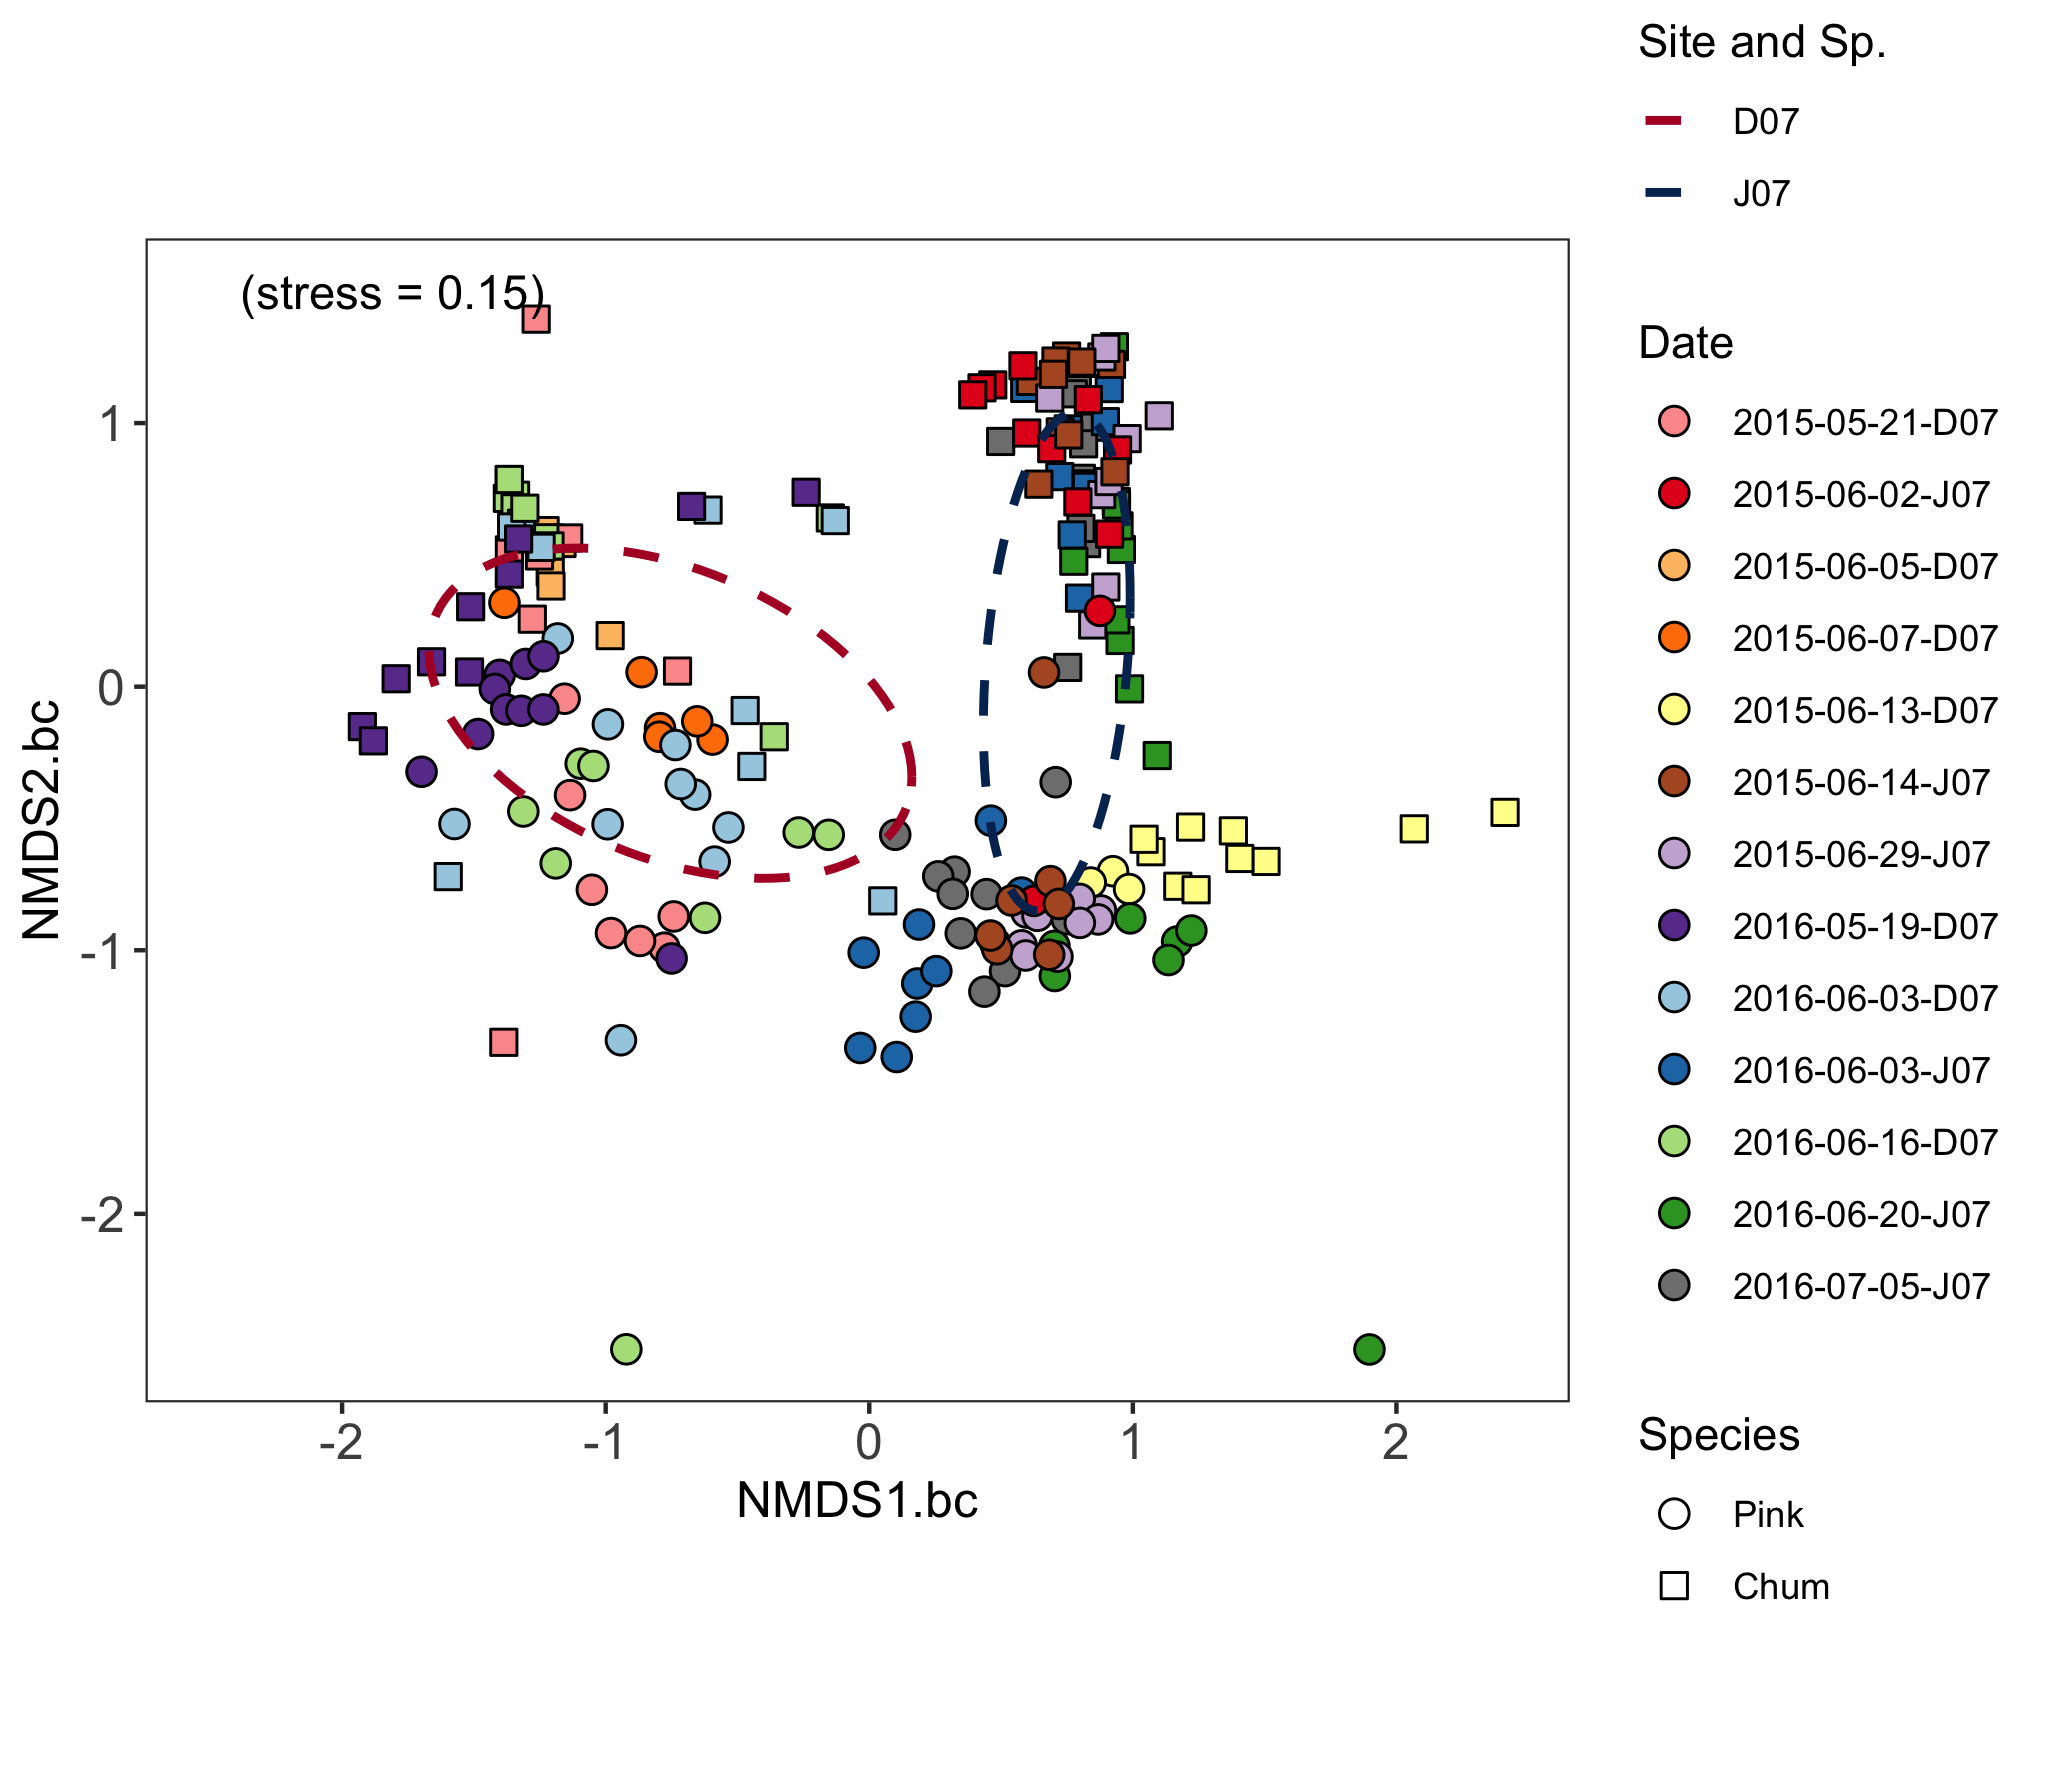 Site and Sp.
D07
J07
(stress = 0.15)
Date
2015-05-21-D07
2015-06-02-J07
2015-06-05-D07
2015-06-07-D07
2015-06-13-D07
2015-06-14-J07
2015-06-29-J07
2016-05-19-D07
2016-06-03-D07
2016-06-03-J07
2016-06-16-D07
2016-06-20-J07
2016-07-05-J07
Species
Pink
Chum
NMDS2.bc
1
0
-1
-2
-2
-1
0
1
2
NMDS1.bc